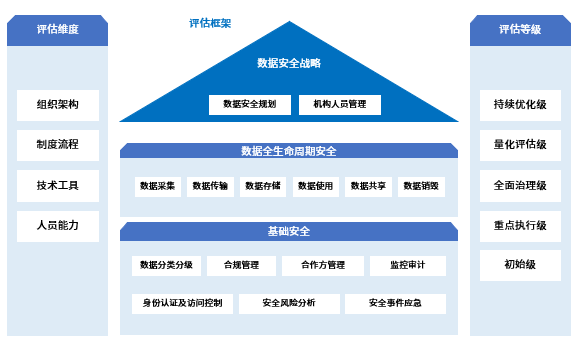 评估维度
组织架构
制度流程
技术工具
人员能力
评估框架
数据安全战略
数据安全规划
机构人员管理
数据全生命周期安全
数据采集
数据传输
数据存储
数据使用
数据共享
数据销毁
基础安全
数据分类分级
合规管理
合作方管理
监控审计
身份认证及访问控制
安全风险分析
安全事件应急
评估等级
持续优化级
量化评估级
全面治理级
重点执行级
初始级